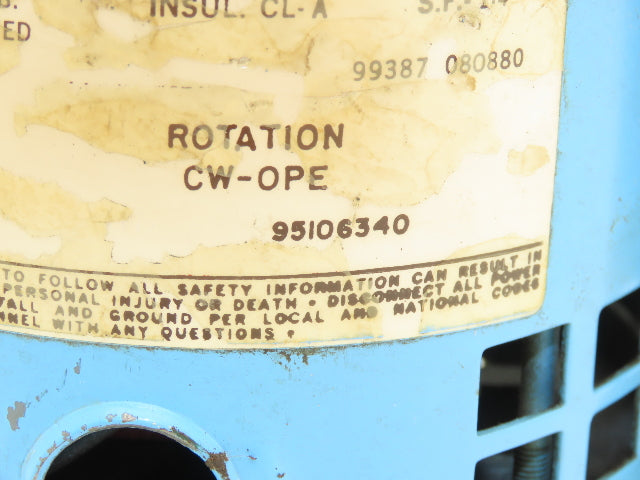 INSUL. CL-A
ED
99387 080880
ROTATION
CW-OPE
95106340
TO FOLLOW ALL SAFETY INFORMATION CAN RESULT IN
PERSONAL INJURY OR DEATH • DISCONNECT ALL POWER
FALL AND GROUND PER LOCAL AND NATIONAL CODES
NNEL WITH ANY QUESTIONS •